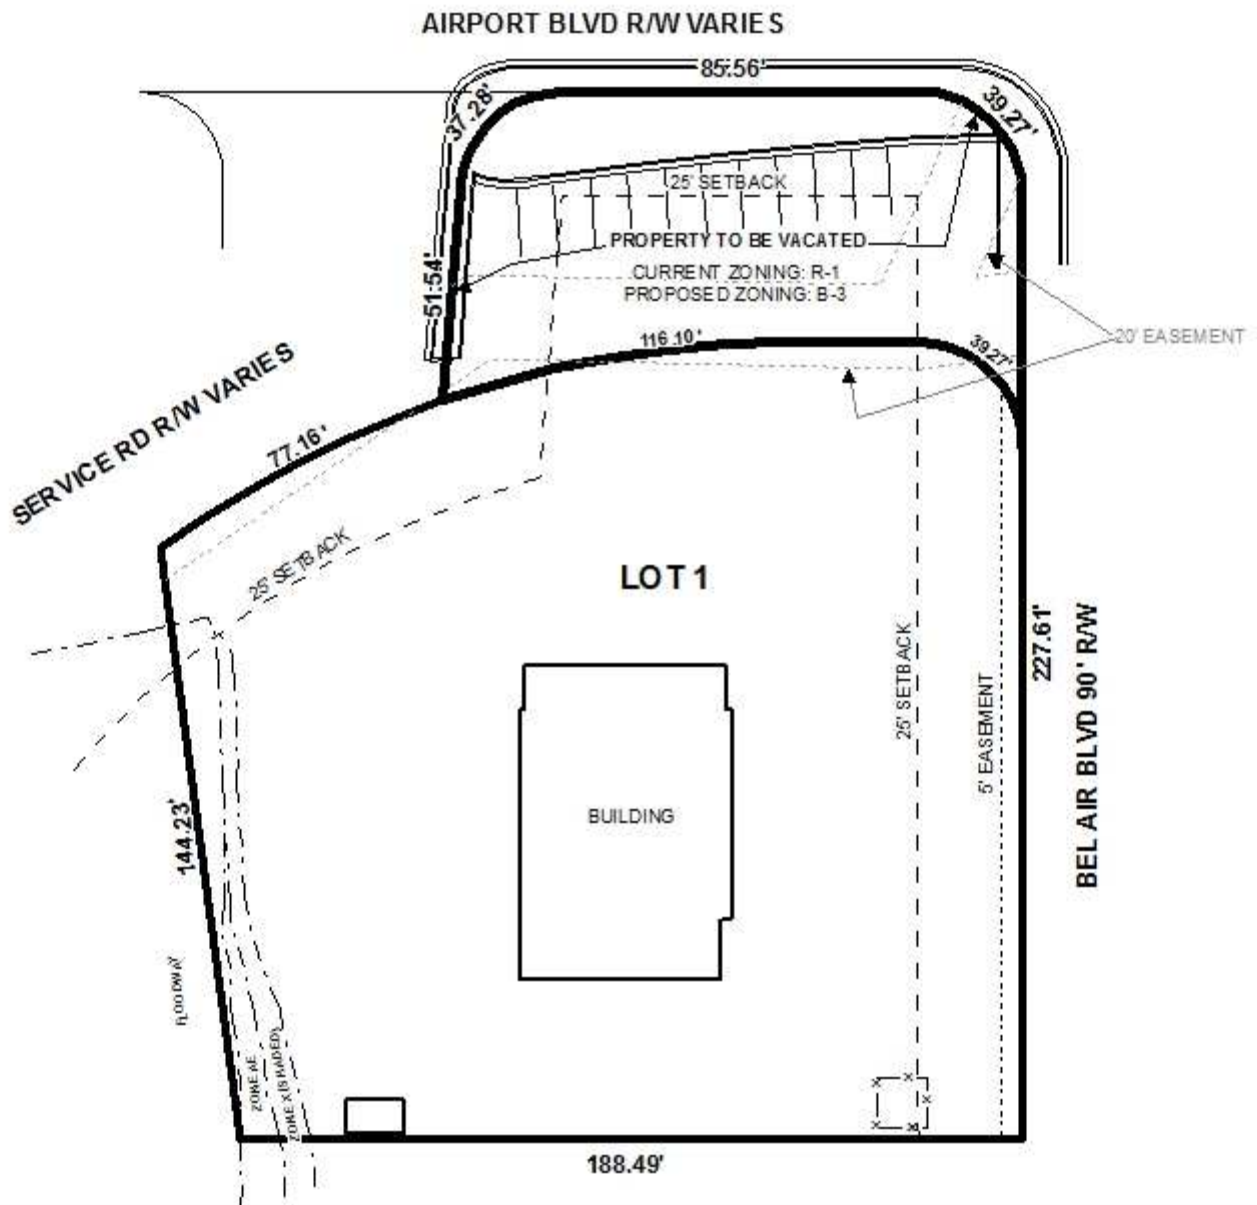 AIRPORT BLVD R/W VARIES
85.56'
37.28'
39.27'
25' SETBACK
PROPERTY TO BE VACATED
51.54'
CURRENT ZONING: R-1
PROPOSED ZONING: B-3
116.10'
39.27'
20' EASEMENT
SERVICE RD R/W VARIES
77.16'
25' SETBACK
LOT 1
227.61'
BEL AIR BLVD 90' R/W
25' SETBACK
5' EASEMENT
BUILDING
144.23'
FLOODWAY
ZONE AE
ZONE X (SHADED)
188.49'